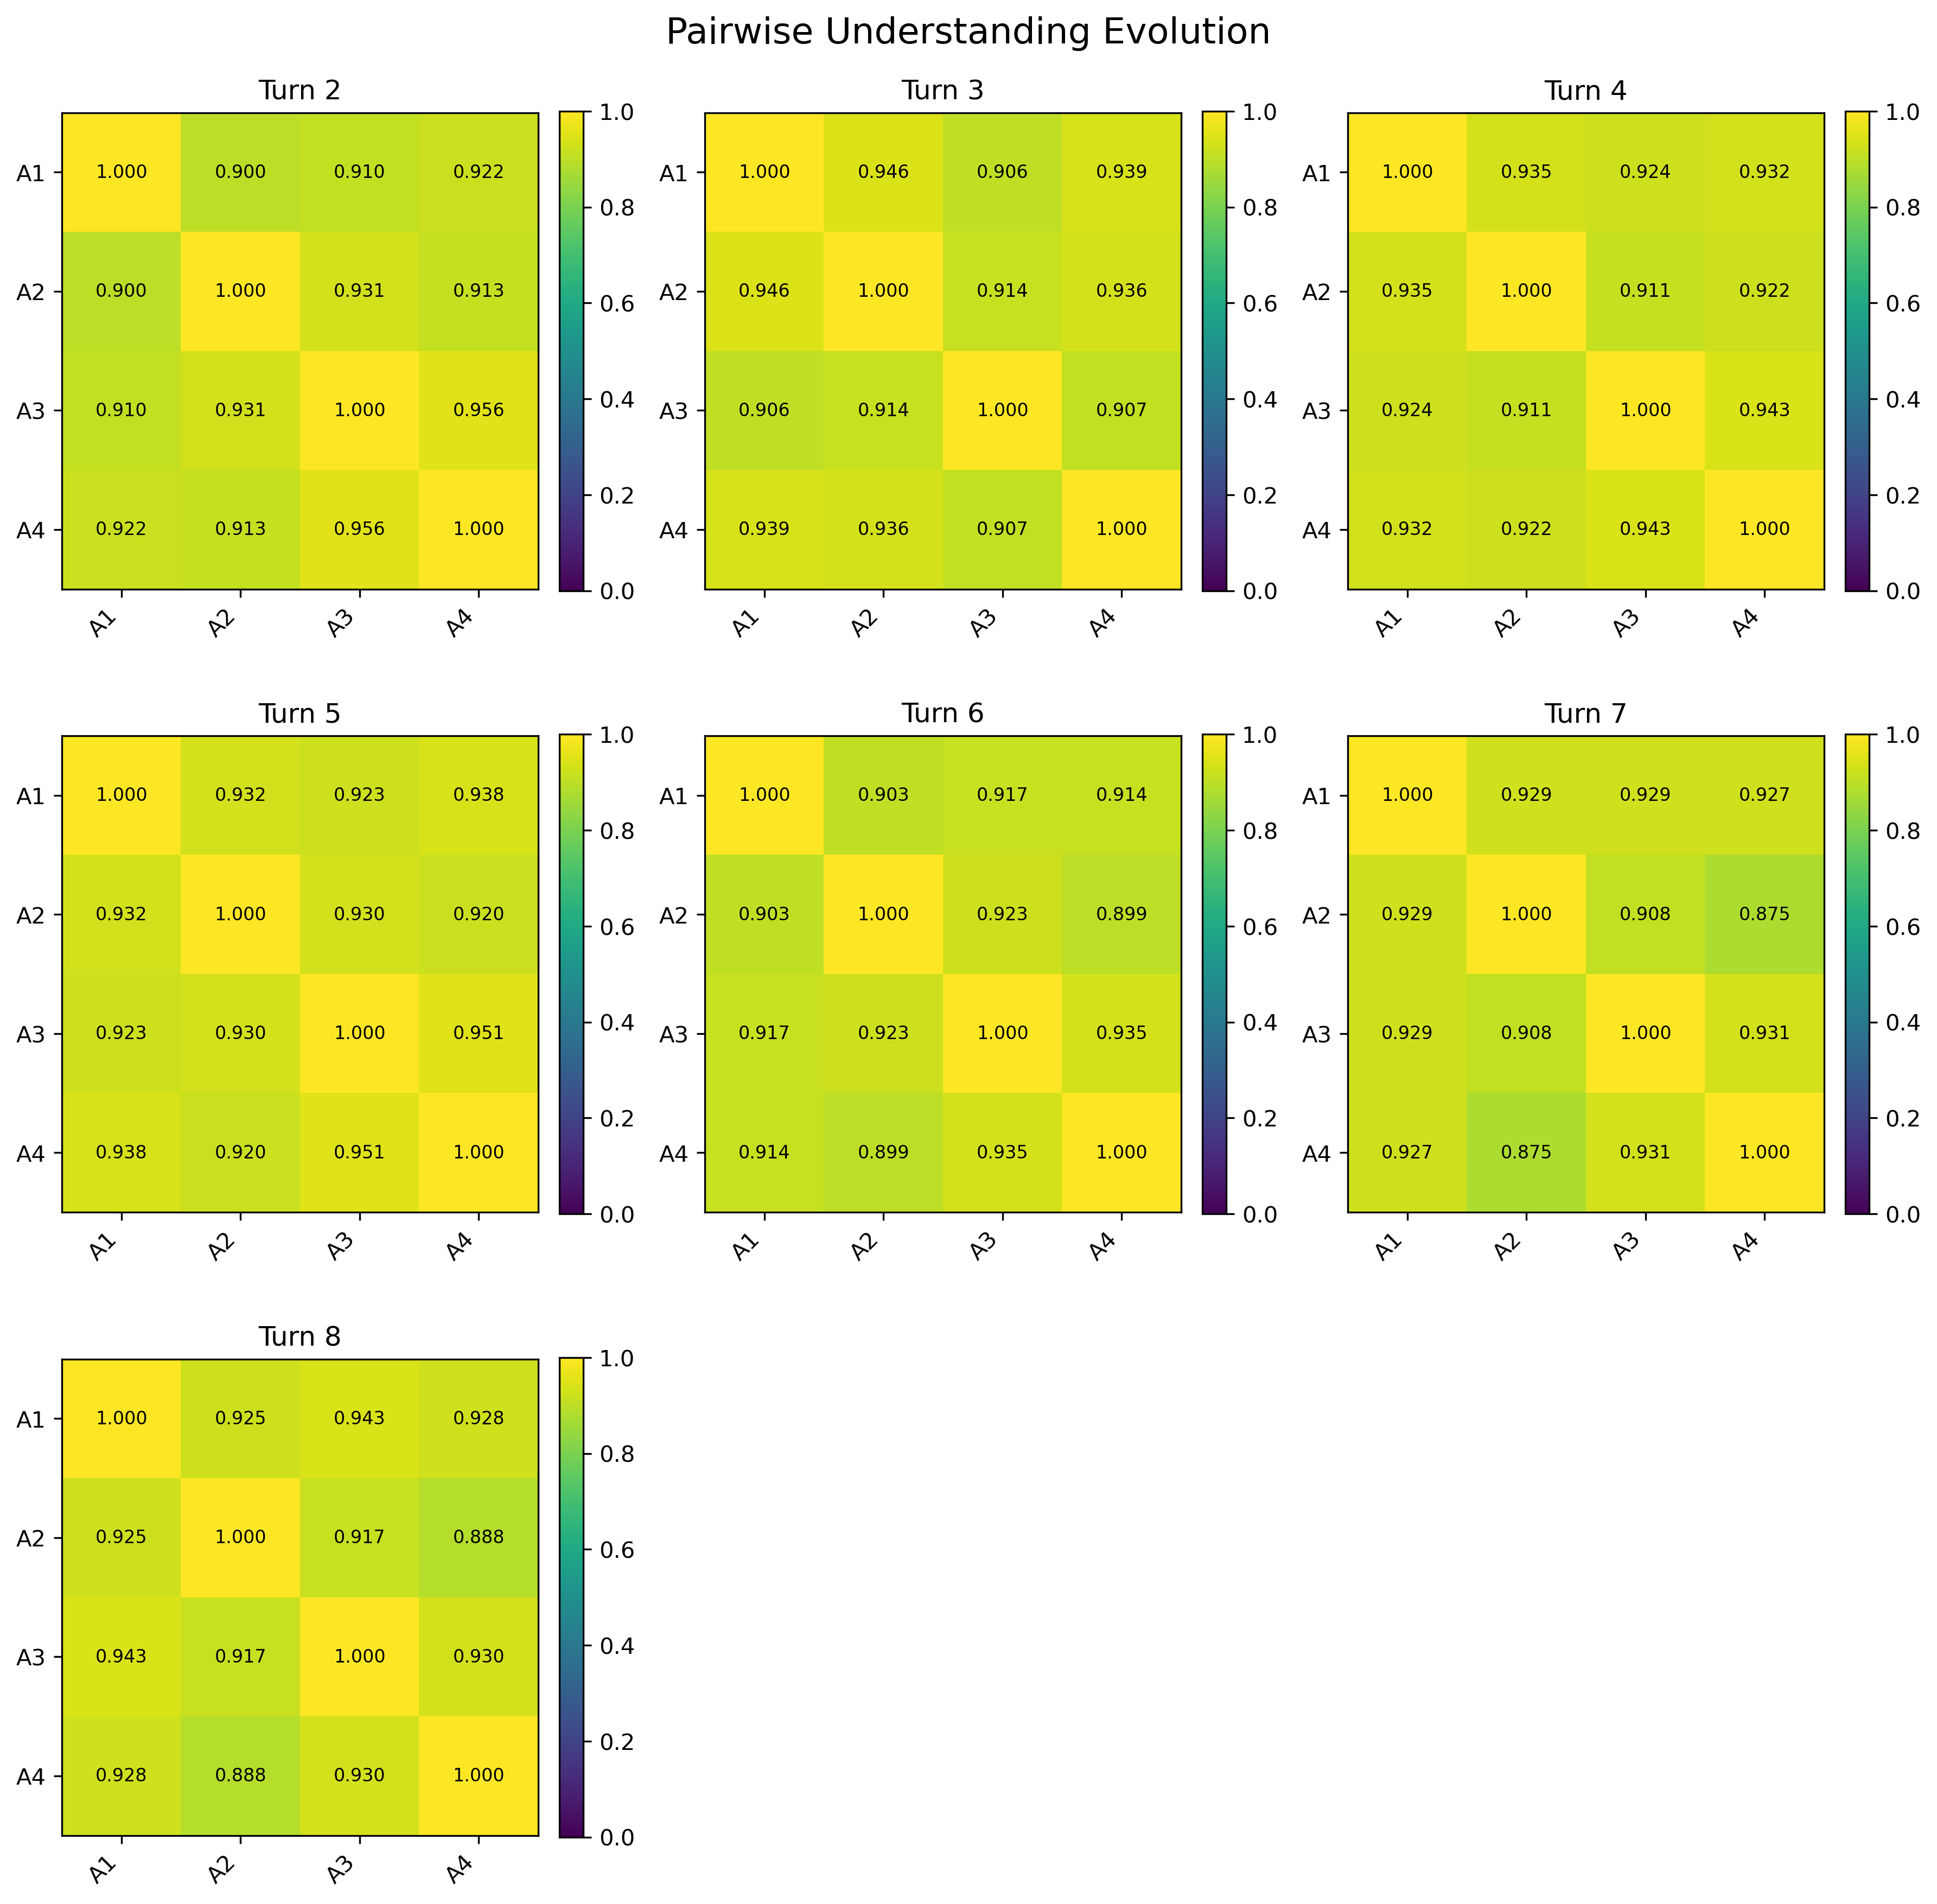 Pairwise Understanding Evolution
Turn 2
A1 1.000 0.900 0.910 0.922
A2 0.900 1.000 0.931 0.913
A3 0.910 0.931 1.000 0.956
A4 0.922 0.913 0.956 1.000
A1 A2 A3 A4
1.0
0.8
0.6
0.4
0.2
0.0
Turn 3
A1 1.000 0.946 0.906 0.939
A2 0.946 1.000 0.914 0.936
A3 0.906 0.914 1.000 0.907
A4 0.939 0.936 0.907 1.000
A1 A2 A3 A4
1.0
0.8
0.6
0.4
0.2
0.0
Turn 4
A1 1.000 0.935 0.924 0.932
A2 0.935 1.000 0.911 0.922
A3 0.924 0.911 1.000 0.943
A4 0.932 0.922 0.943 1.000
A1 A2 A3 A4
1.0
0.8
0.6
0.4
0.2
0.0
Turn 5
A1 1.000 0.932 0.923 0.938
A2 0.932 1.000 0.930 0.920
A3 0.923 0.930 1.000 0.951
A4 0.938 0.920 0.951 1.000
A1 A2 A3 A4
1.0
0.8
0.6
0.4
0.2
0.0
Turn 6
A1 1.000 0.903 0.917 0.914
A2 0.903 1.000 0.923 0.899
A3 0.917 0.923 1.000 0.935
A4 0.914 0.899 0.935 1.000
A1 A2 A3 A4
1.0
0.8
0.6
0.4
0.2
0.0
Turn 7
A1 1.000 0.929 0.929 0.927
A2 0.929 1.000 0.908 0.875
A3 0.929 0.908 1.000 0.931
A4 0.927 0.875 0.931 1.000
A1 A2 A3 A4
1.0
0.8
0.6
0.4
0.2
0.0
Turn 8
A1 1.000 0.925 0.943 0.928
A2 0.925 1.000 0.917 0.888
A3 0.943 0.917 1.000 0.930
A4 0.928 0.888 0.930 1.000
A1 A2 A3 A4
1.0
0.8
0.6
0.4
0.2
0.0